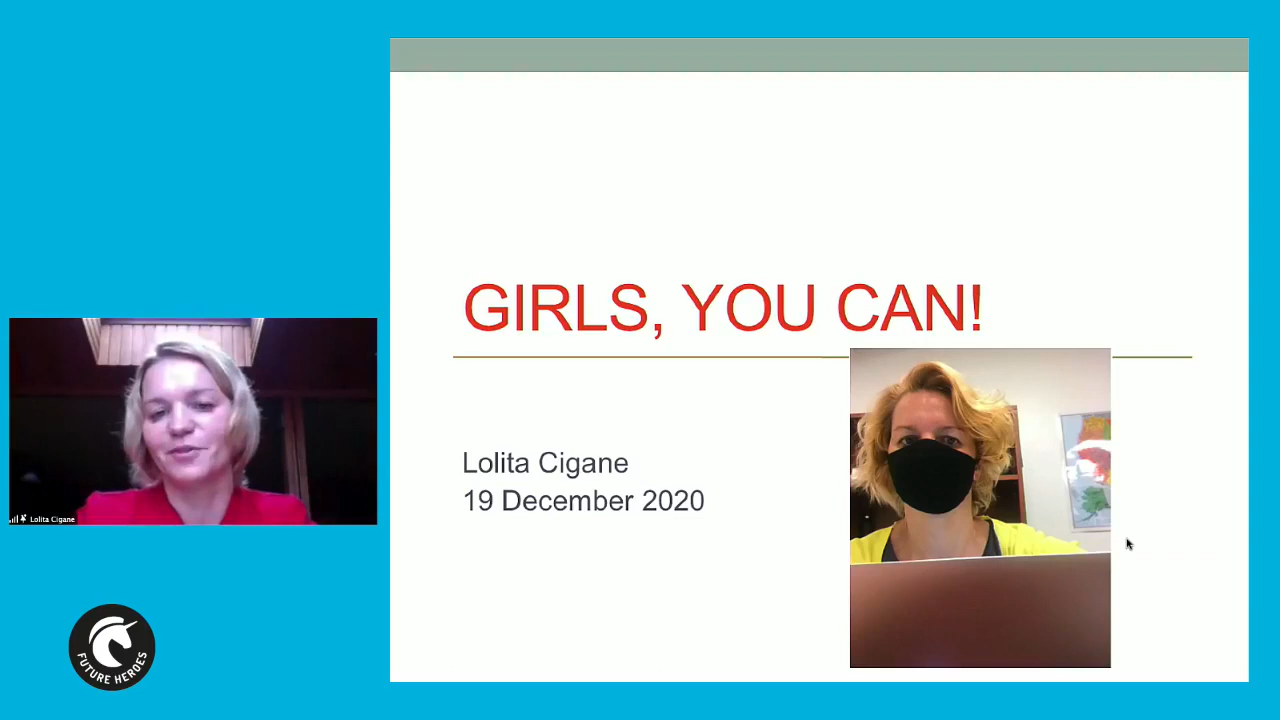 GIRLS, YOU CAN!
Lolita Cigane
19 December 2020
Lolita Cigane
FUTURE HEROES